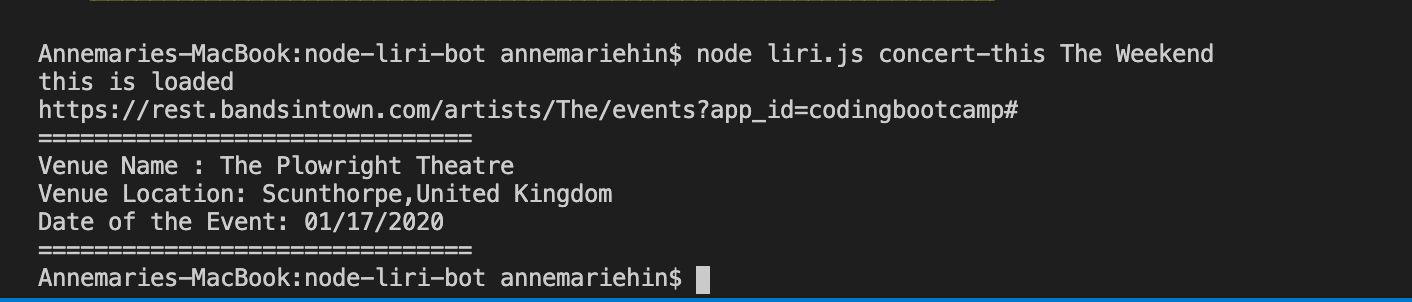 Annemaries-MacBook:node-liri-bot annemariehin$ node liri.js concert-this The Weekend
this is loaded
https://rest.bandsintown.com/artists/The/events?app_id=codingbootcamp#
===============================
Venue Name : The Plowright Theatre
Venue Location: Scunthorpe,United Kingdom
Date of the Event: 01/17/2020
===============================
Annemaries-MacBook:node-liri-bot annemariehin$